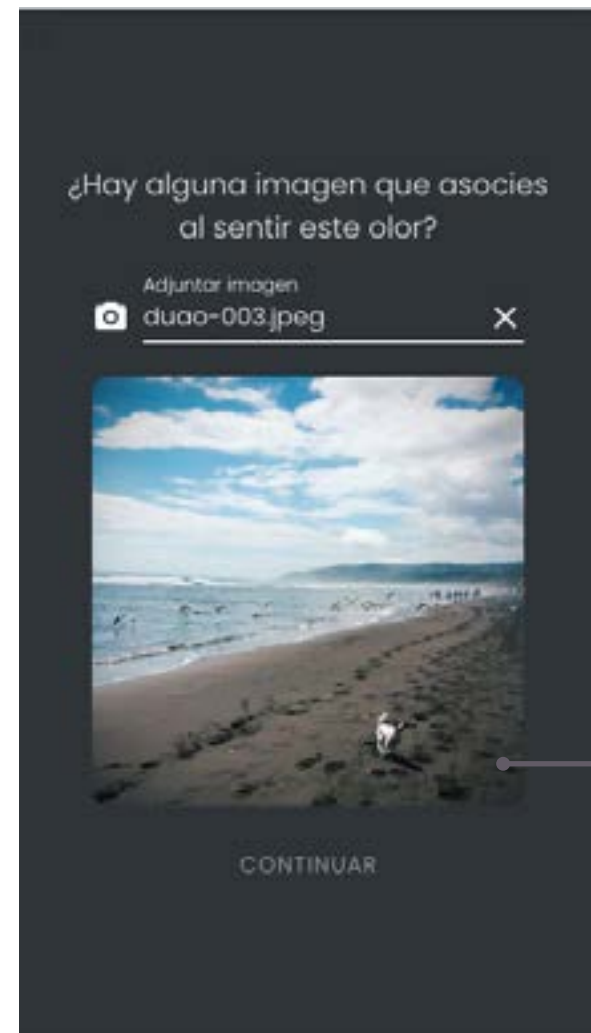 ¿Hay alguna imagen que asocies
al sentir este olor?
Adjuntar imagen
duao-003.jpeg
CONTINUAR